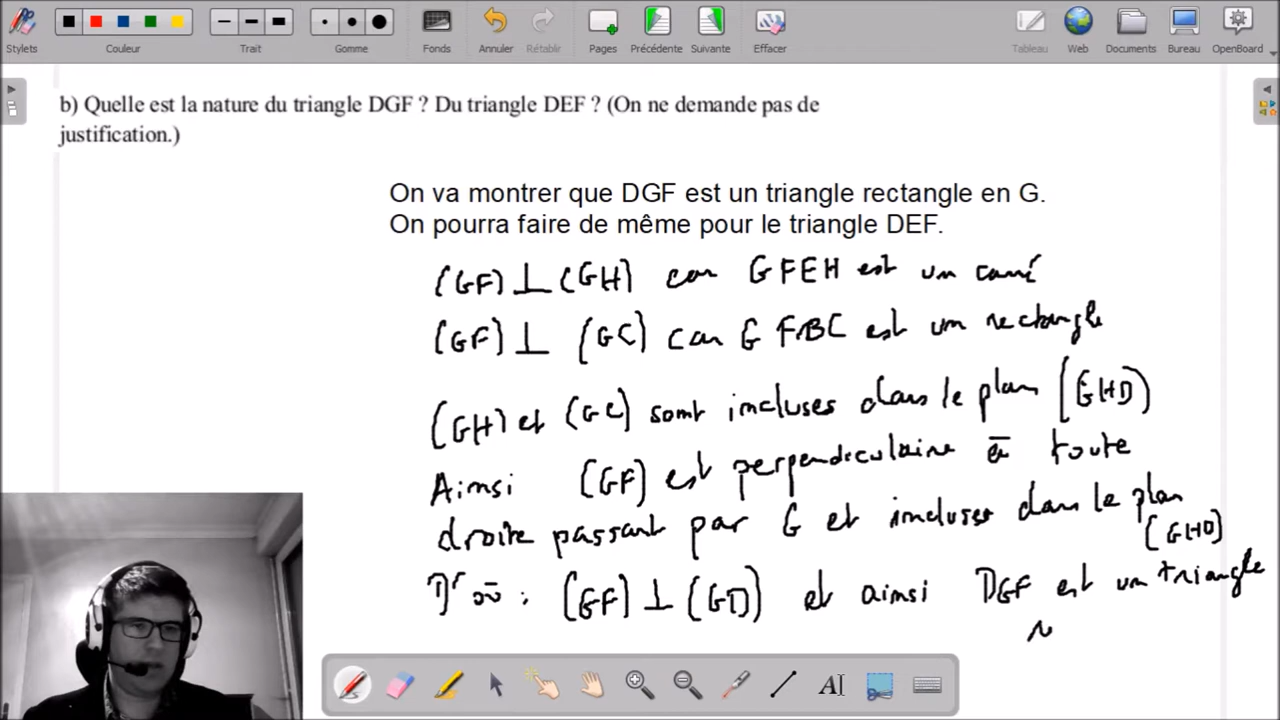 Stylets
Couleur
Trait
Gomme
Fonds
Annuler
Rétablir
Pages
Précédente
Suivante
Effacer
Tableau
Web
Documents
Bureau
OpenBoard
b) Quelle est la nature du triangle DGF ? Du triangle DEF ? (On ne demande pas de
justification.)
On va montrer que DGF est un triangle rectangle en G.
On pourra faire de même pour le triangle DEF.
(GF) ⊥ (GH) car GFEH est un carré
(GF) ⊥ (GC) car GFBC est un rectangle
(GH) et (GC) sont incluses dans le plan (GHD)
Ainsi (GF) est perpendiculaire à toute
droite passant par G et incluses dans le plan
(GHD)
D'où : (GF) ⊥ (GD) et ainsi DGF est un triangle
AI